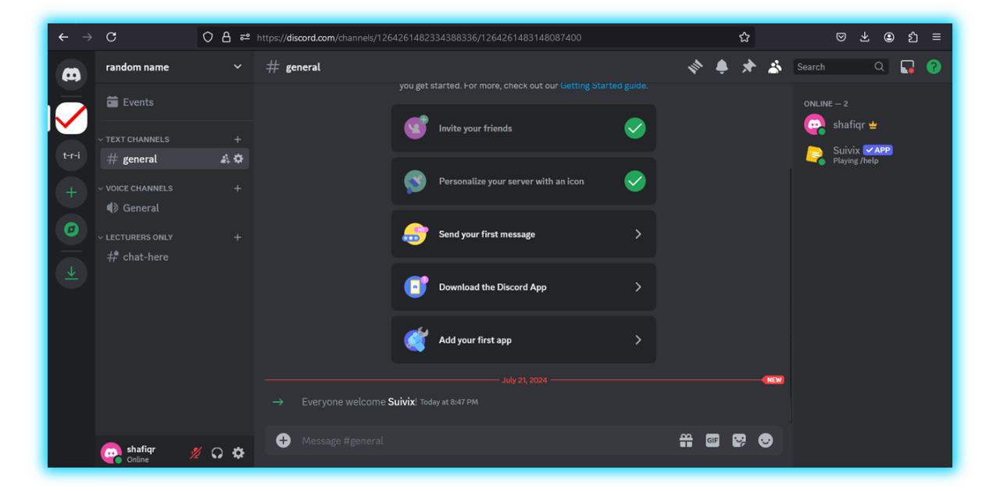 https://discord.com/channels/1264261482334388336/1264261483148087400
random name
Events
TEXT CHANNELS
general
VOICE CHANNELS
General
LECTURERS ONLY
chat-here
t-r-i
shafiqr
Online
general
Search
you get started. For more, check out our Getting Started guide.
Invite your friends
Personalize your server with an icon
Send your first message
Download the Discord App
Add your first app
July 21, 2024
NEW
Everyone welcome Suivix! Today at 8:47 PM
Message #general
GIF
ONLINE — 2
shafiqr
Suivix APP
Playing /help